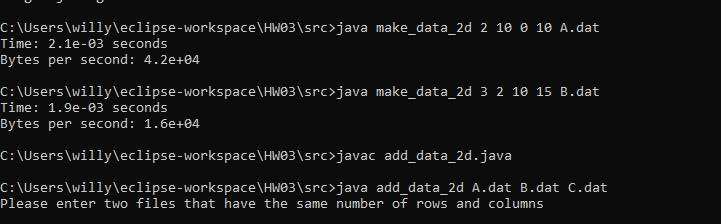 C:\Users\willy\eclipse-workspace\HW03\src>java make_data_2d 2 10 0 10 A.dat
Time: 2.1e-03 seconds
Bytes per second: 4.2e+04
C:\Users\willy\eclipse-workspace\HW03\src>java make_data_2d 3 2 10 15 B.dat
Time: 1.9e-03 seconds
Bytes per second: 1.6e+04
C:\Users\willy\eclipse-workspace\HW03\src>javac add_data_2d.java
C:\Users\willy\eclipse-workspace\HW03\src>java add_data_2d A.dat B.dat C.dat
Please enter two files that have the same number of rows and columns